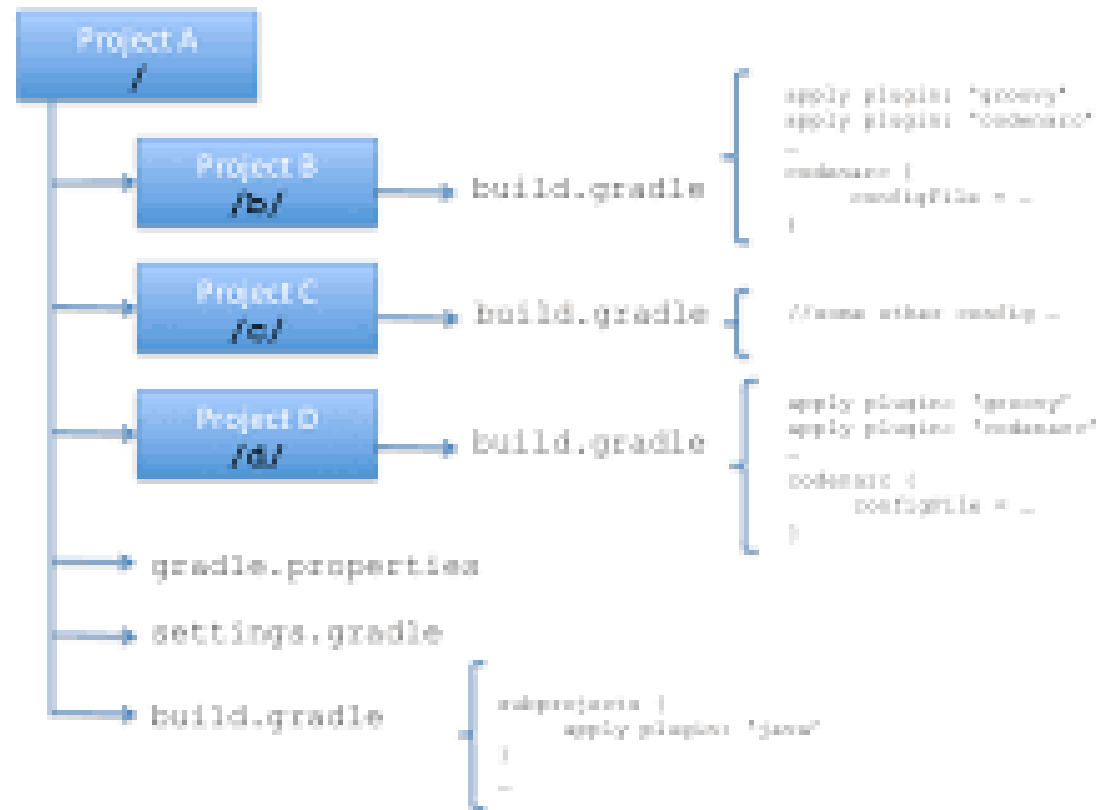 Project A
/
Project B
/b/
build.gradle
apply plugin: "groovy"
apply plugin: "codenarc"
…
codenarc {
configFile = …
}
Project C
/c/
build.gradle
//some other config …
Project D
/d/
build.gradle
apply plugin: "groovy"
apply plugin: "codenarc"
…
codenarc {
configFile = …
}
gradle.properties
settings.gradle
build.gradle
subprojects {
apply plugin: "java"
}
…